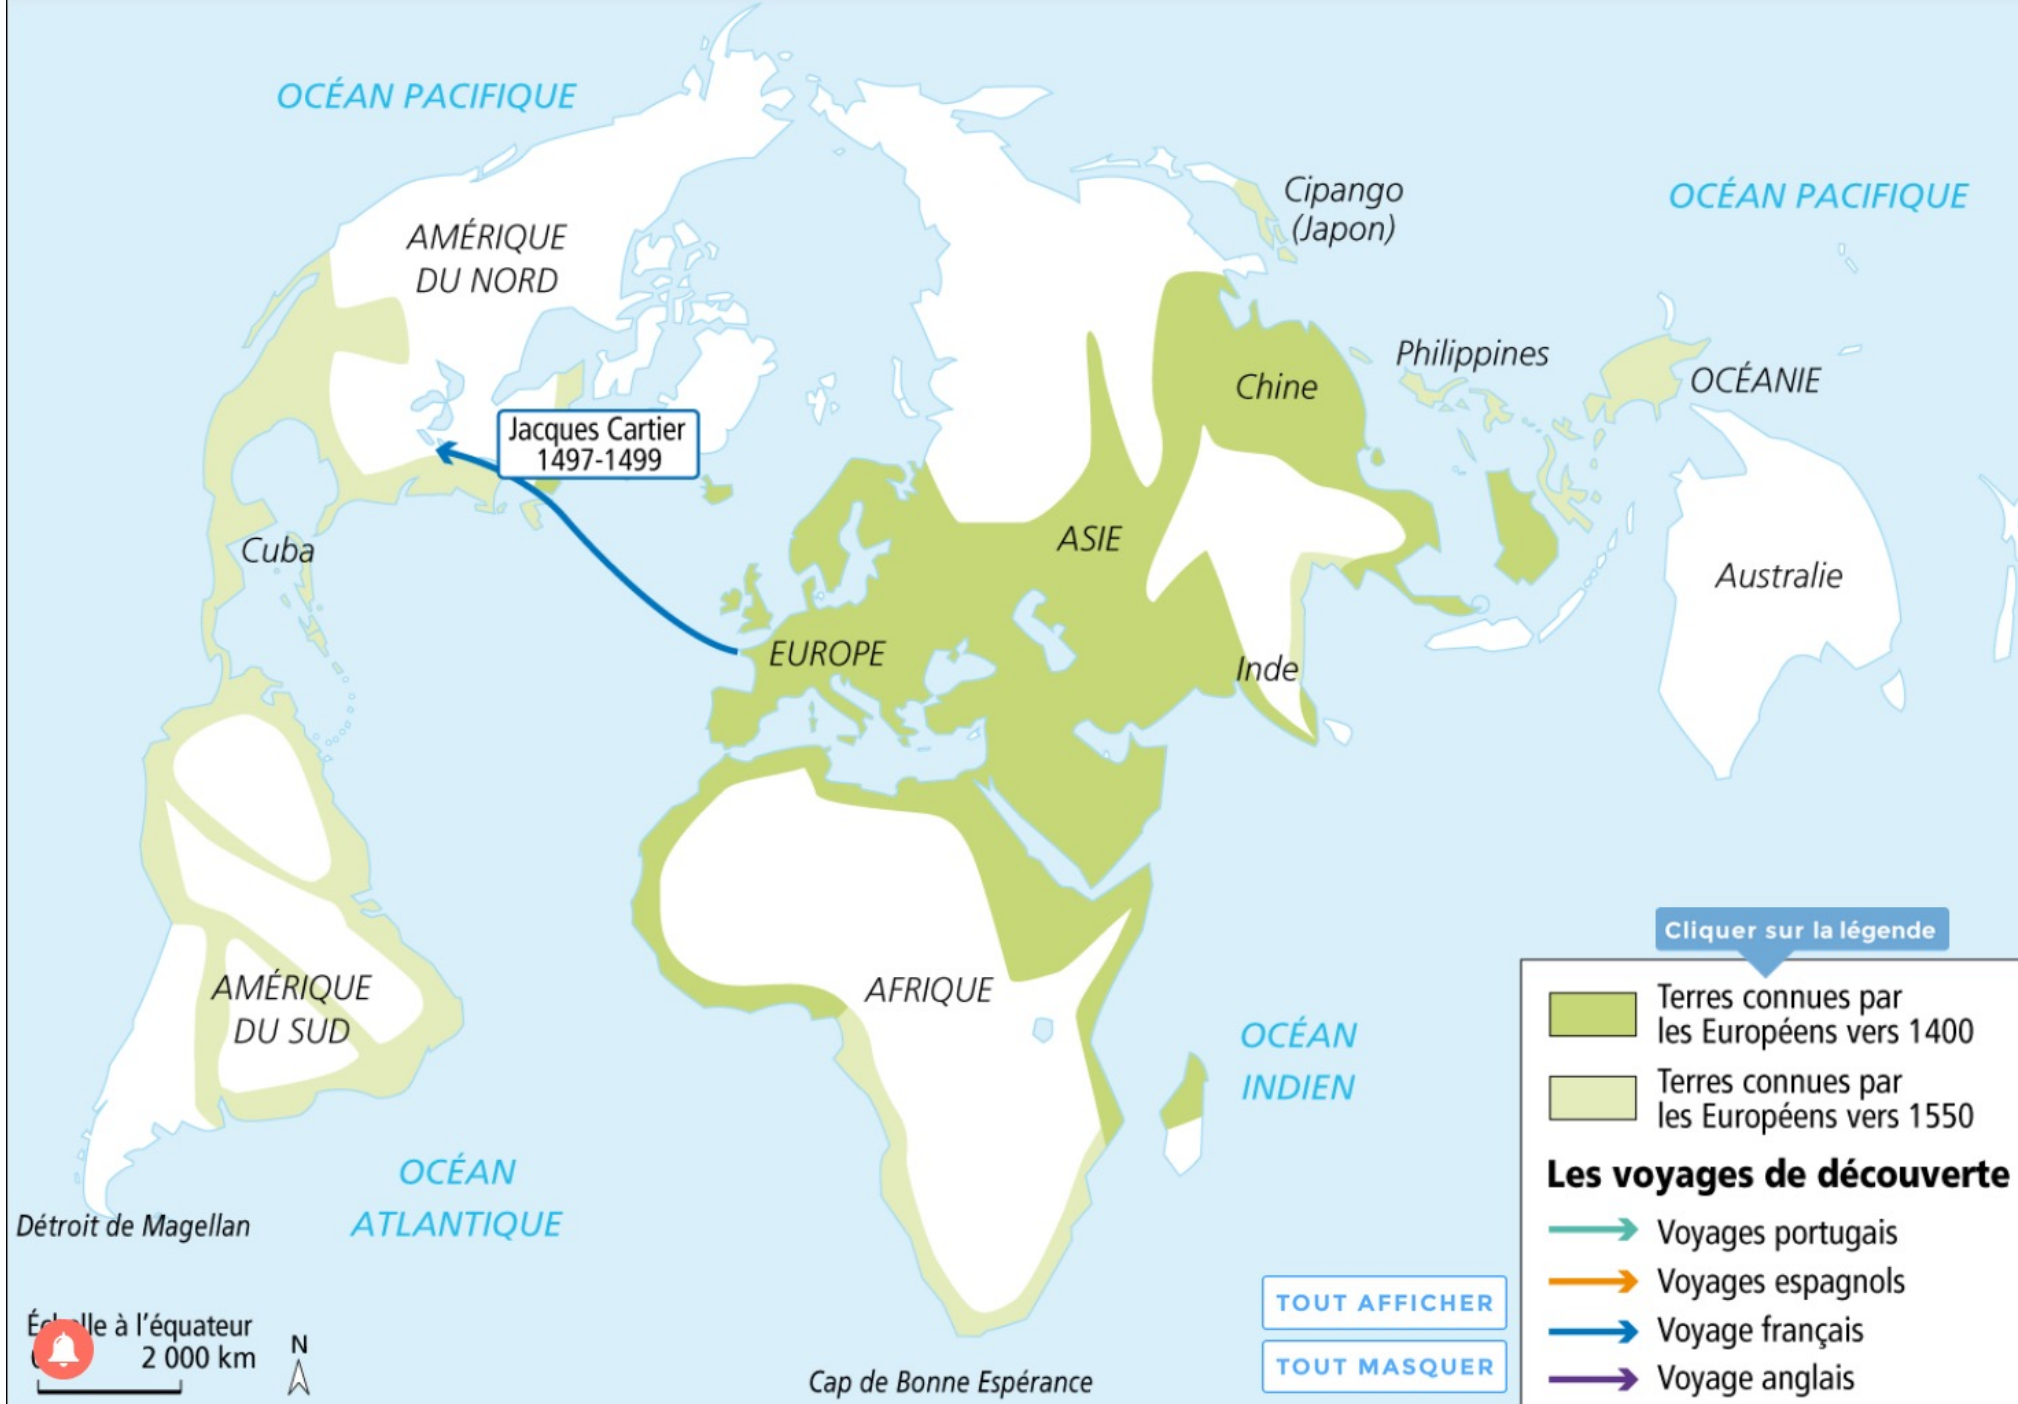 OCÉAN PACIFIQUE
OCÉAN PACIFIQUE
Cipango
(Japon)
AMÉRIQUE
DU NORD
Philippines
OCÉANIE
Chine
Jacques Cartier
1497-1499
ASIE
Cuba
Australie
EUROPE
Inde
AMÉRIQUE
DU SUD
AFRIQUE
OCÉAN
INDIEN
OCÉAN
ATLANTIQUE
Détroit de Magellan
Cap de Bonne Espérance
à l'équateur
2 000 km
N
TOUT AFFICHER
TOUT MASQUER
Cliquer sur la légende
Terres connues par
les Européens vers 1400
Terres connues par
les Européens vers 1550
Les voyages de découverte
Voyages portugais
Voyages espagnols
Voyage français
Voyage anglais